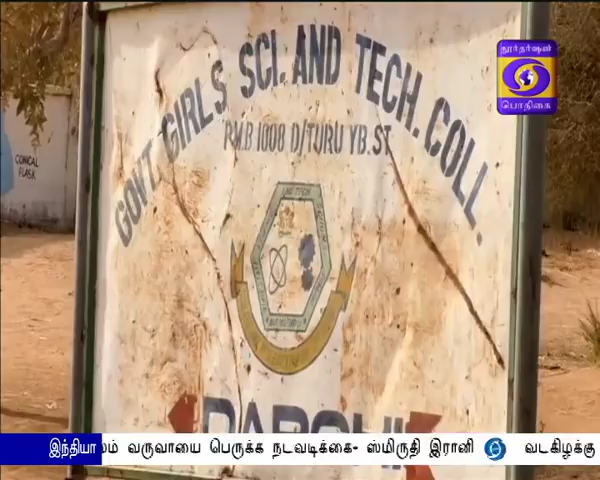 நூர்தர்ஷன்
பொதிகை
GOVT. GIRLS SCI. AND TECH. COLL.
P.M.B 1008 D/TURU YB.ST
CONICAL
FLASK
DAPCHI
இந்தியா
லம் வருவாயை பெருக்க நடவடிக்கை- ஸ்மிருதி இரானி
வடகிழக்கு